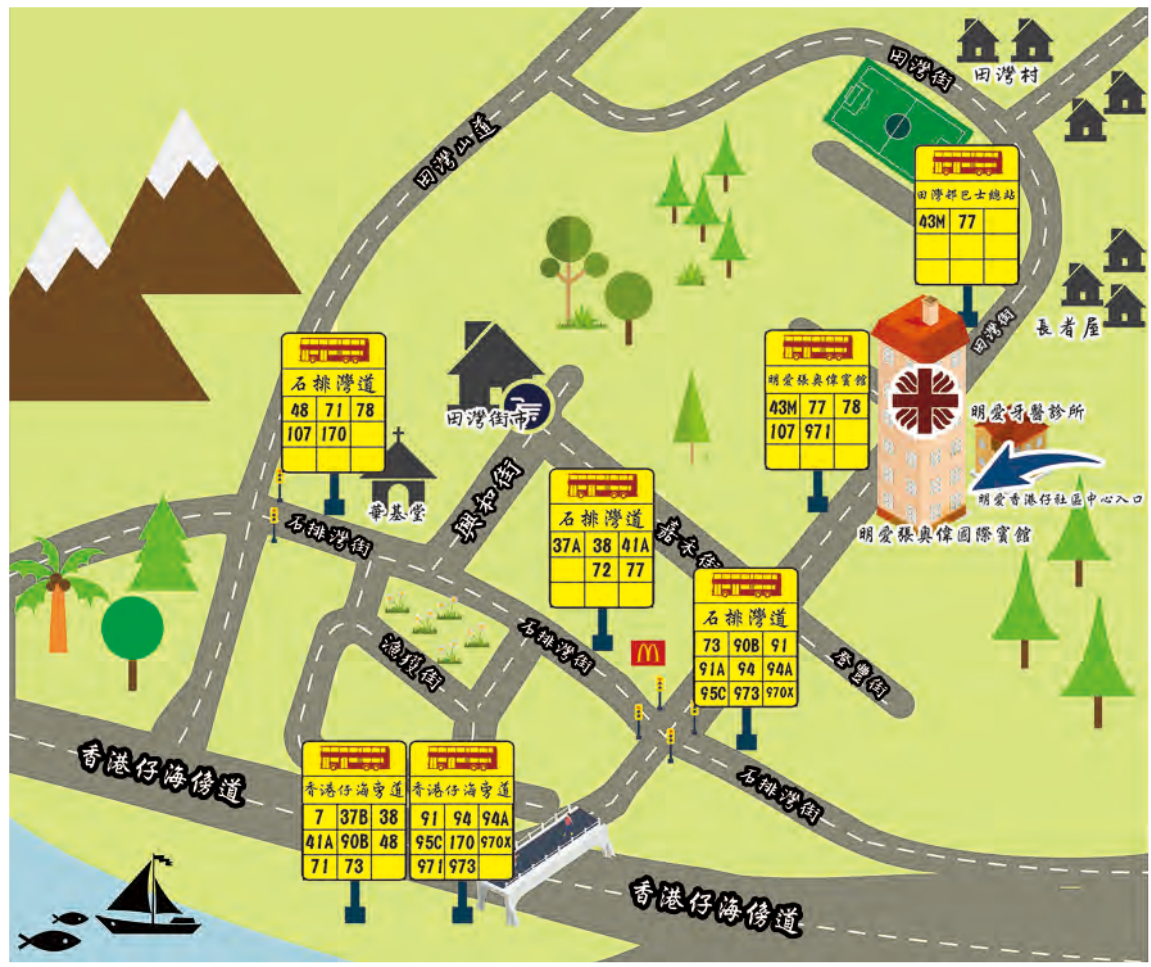 田灣街
田灣村
田灣山道
田灣邨巴士總站
43M 77
長者屋
田灣街
石排灣道
48 71 78
107 170
明愛張奧偉賓館
43M 77 78
107 971
田灣街市
明愛牙醫診所
明愛香港仔社區中心入口
明愛張奧偉國際賓館
華基堂
興和街
石排灣街
石排灣道
37A 38 41A
72 77
嘉禾街
石排灣道
73 90B 91
91A 94 94A
95C 973 970X
漁獲街
石排灣街
登豐街
香港仔海傍道
石排灣街
香港仔海旁道
7 37B 38
41A 90B 48
71 73
香港仔海旁道
91 94 94A
95C 170 970X
971 973
香港仔海傍道